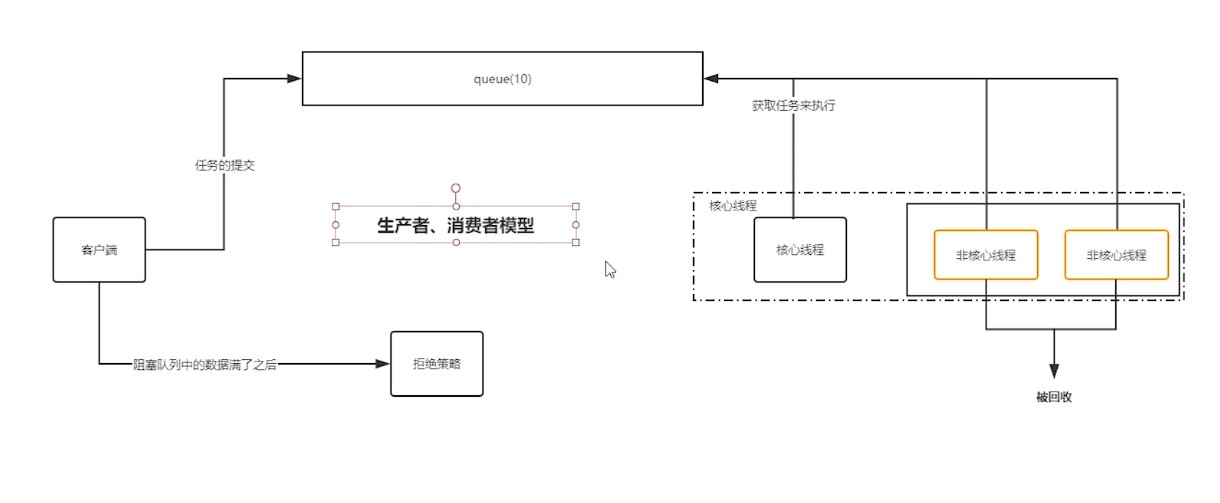 queue(10)
获取任务来执行
任务的提交
核心线程
生产者、消费者模型
客户端
核心线程
非核心线程
非核心线程
阻塞队列中的数据满了之后
拒绝策略
被回收